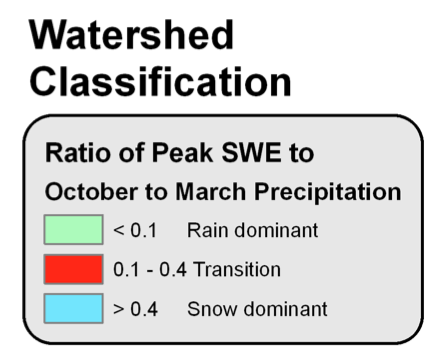 Watershed
Classification
Ratio of Peak SWE to
October to March Precipitation
< 0.1 Rain dominant
0.1 - 0.4 Transition
> 0.4 Snow dominant